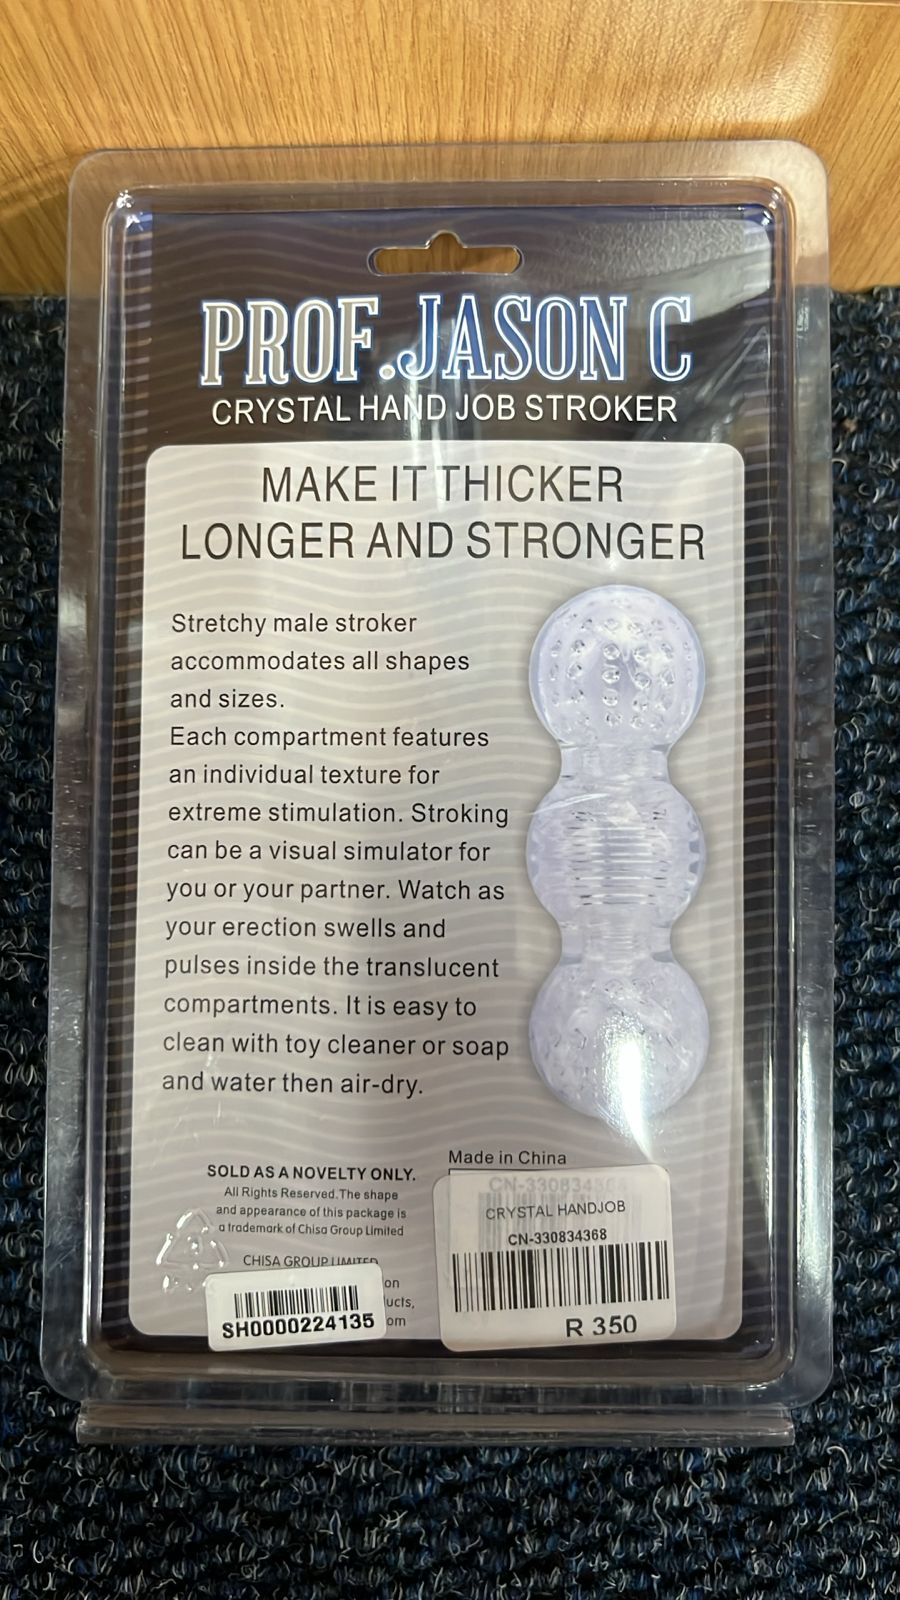 PROF.JASON C
CRYSTAL HAND JOB STROKER
MAKE IT THICKER
LONGER AND STRONGER
Stretchy male stroker
accommodates all shapes
and sizes.
Each compartment features
an individual texture for
extreme stimulation. Stroking
can be a visual simulator for
you or your partner. Watch as
your erection swells and
pulses inside the translucent
compartments. It is easy to
clean with toy cleaner or soap
and water then air-dry.
Made in China
SOLD AS A NOVELTY ONLY.
All Rights Reserved.The shape
and appearance of this package is
a trademark of Chisa Group Limited
CHISA GROUP LIMITED
SH0000224135
CRYSTAL HANDJOB
CN-330834368
R 350